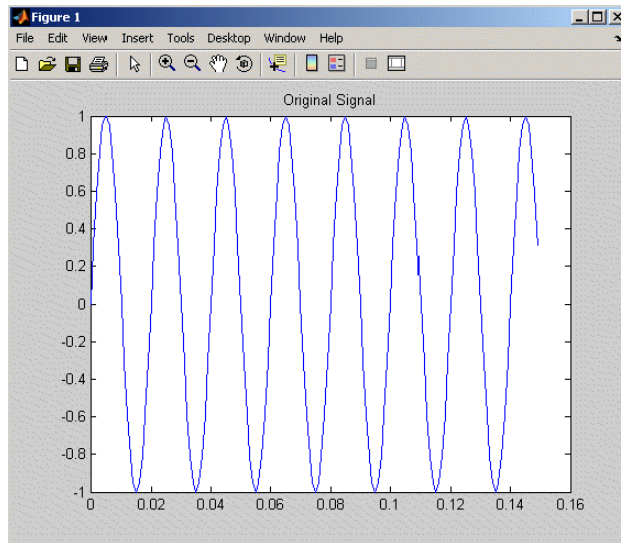 Figure 1
File Edit View Insert Tools Desktop Window Help
Original Signal
1
0.8
0.6
0.4
0.2
0
-0.2
-0.4
-0.6
-0.8
-1
0 0.02 0.04 0.06 0.08 0.1 0.12 0.14 0.16